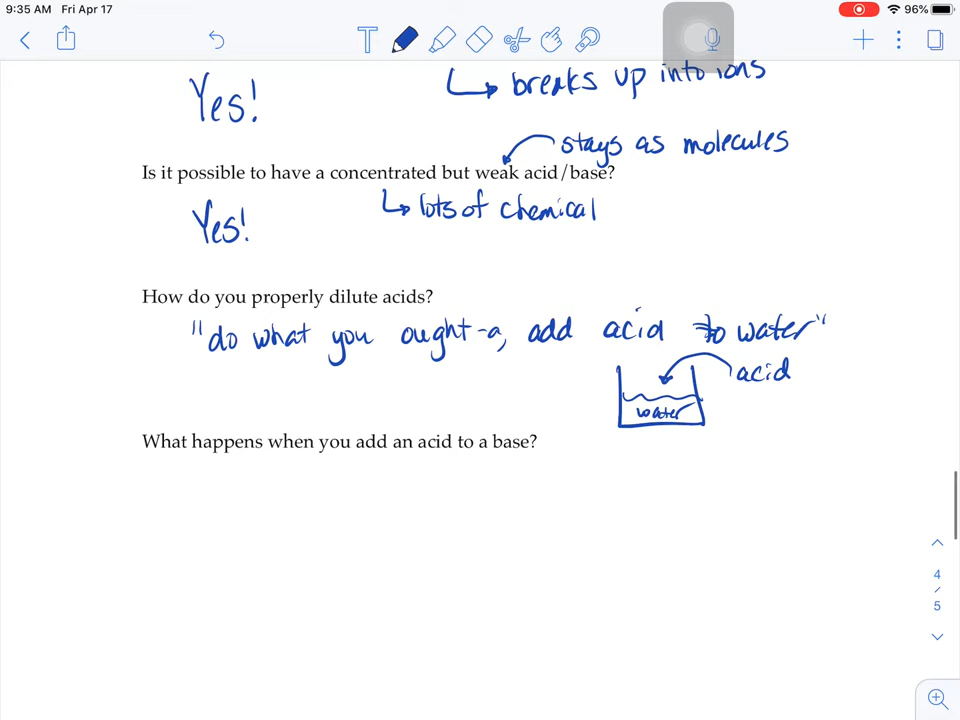 9:35 AM Fri Apr 17 96%
T
Yes!
↳ breaks up into ions
stays as molecules
Is it possible to have a concentrated but weak acid/base?
↳ lots of chemical
Yes!
How do you properly dilute acids?
"do what you ought-a, add acid to water"
acid
water
What happens when you add an acid to a base?
4
/
5